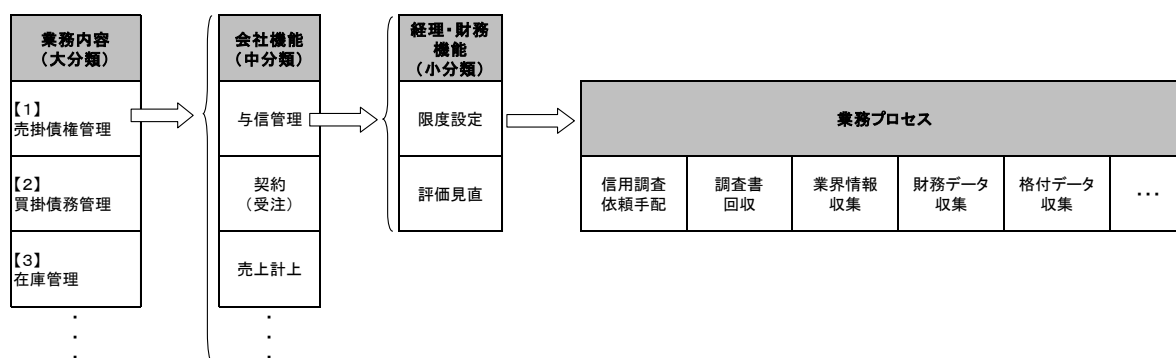 業務内容
(大分類)
【1】
売掛債権管理
【2】
買掛債務管理
【3】
在庫管理
・
・
・
会社機能
(中分類)
与信管理
契約
(受注)
売上計上
・
・
・
経理・財務
機能
(小分類)
限度設定
評価見直
業務プロセス
信用調査
依頼手配
調査書
回収
業界情報
収集
財務データ
収集
格付データ
収集
・・・